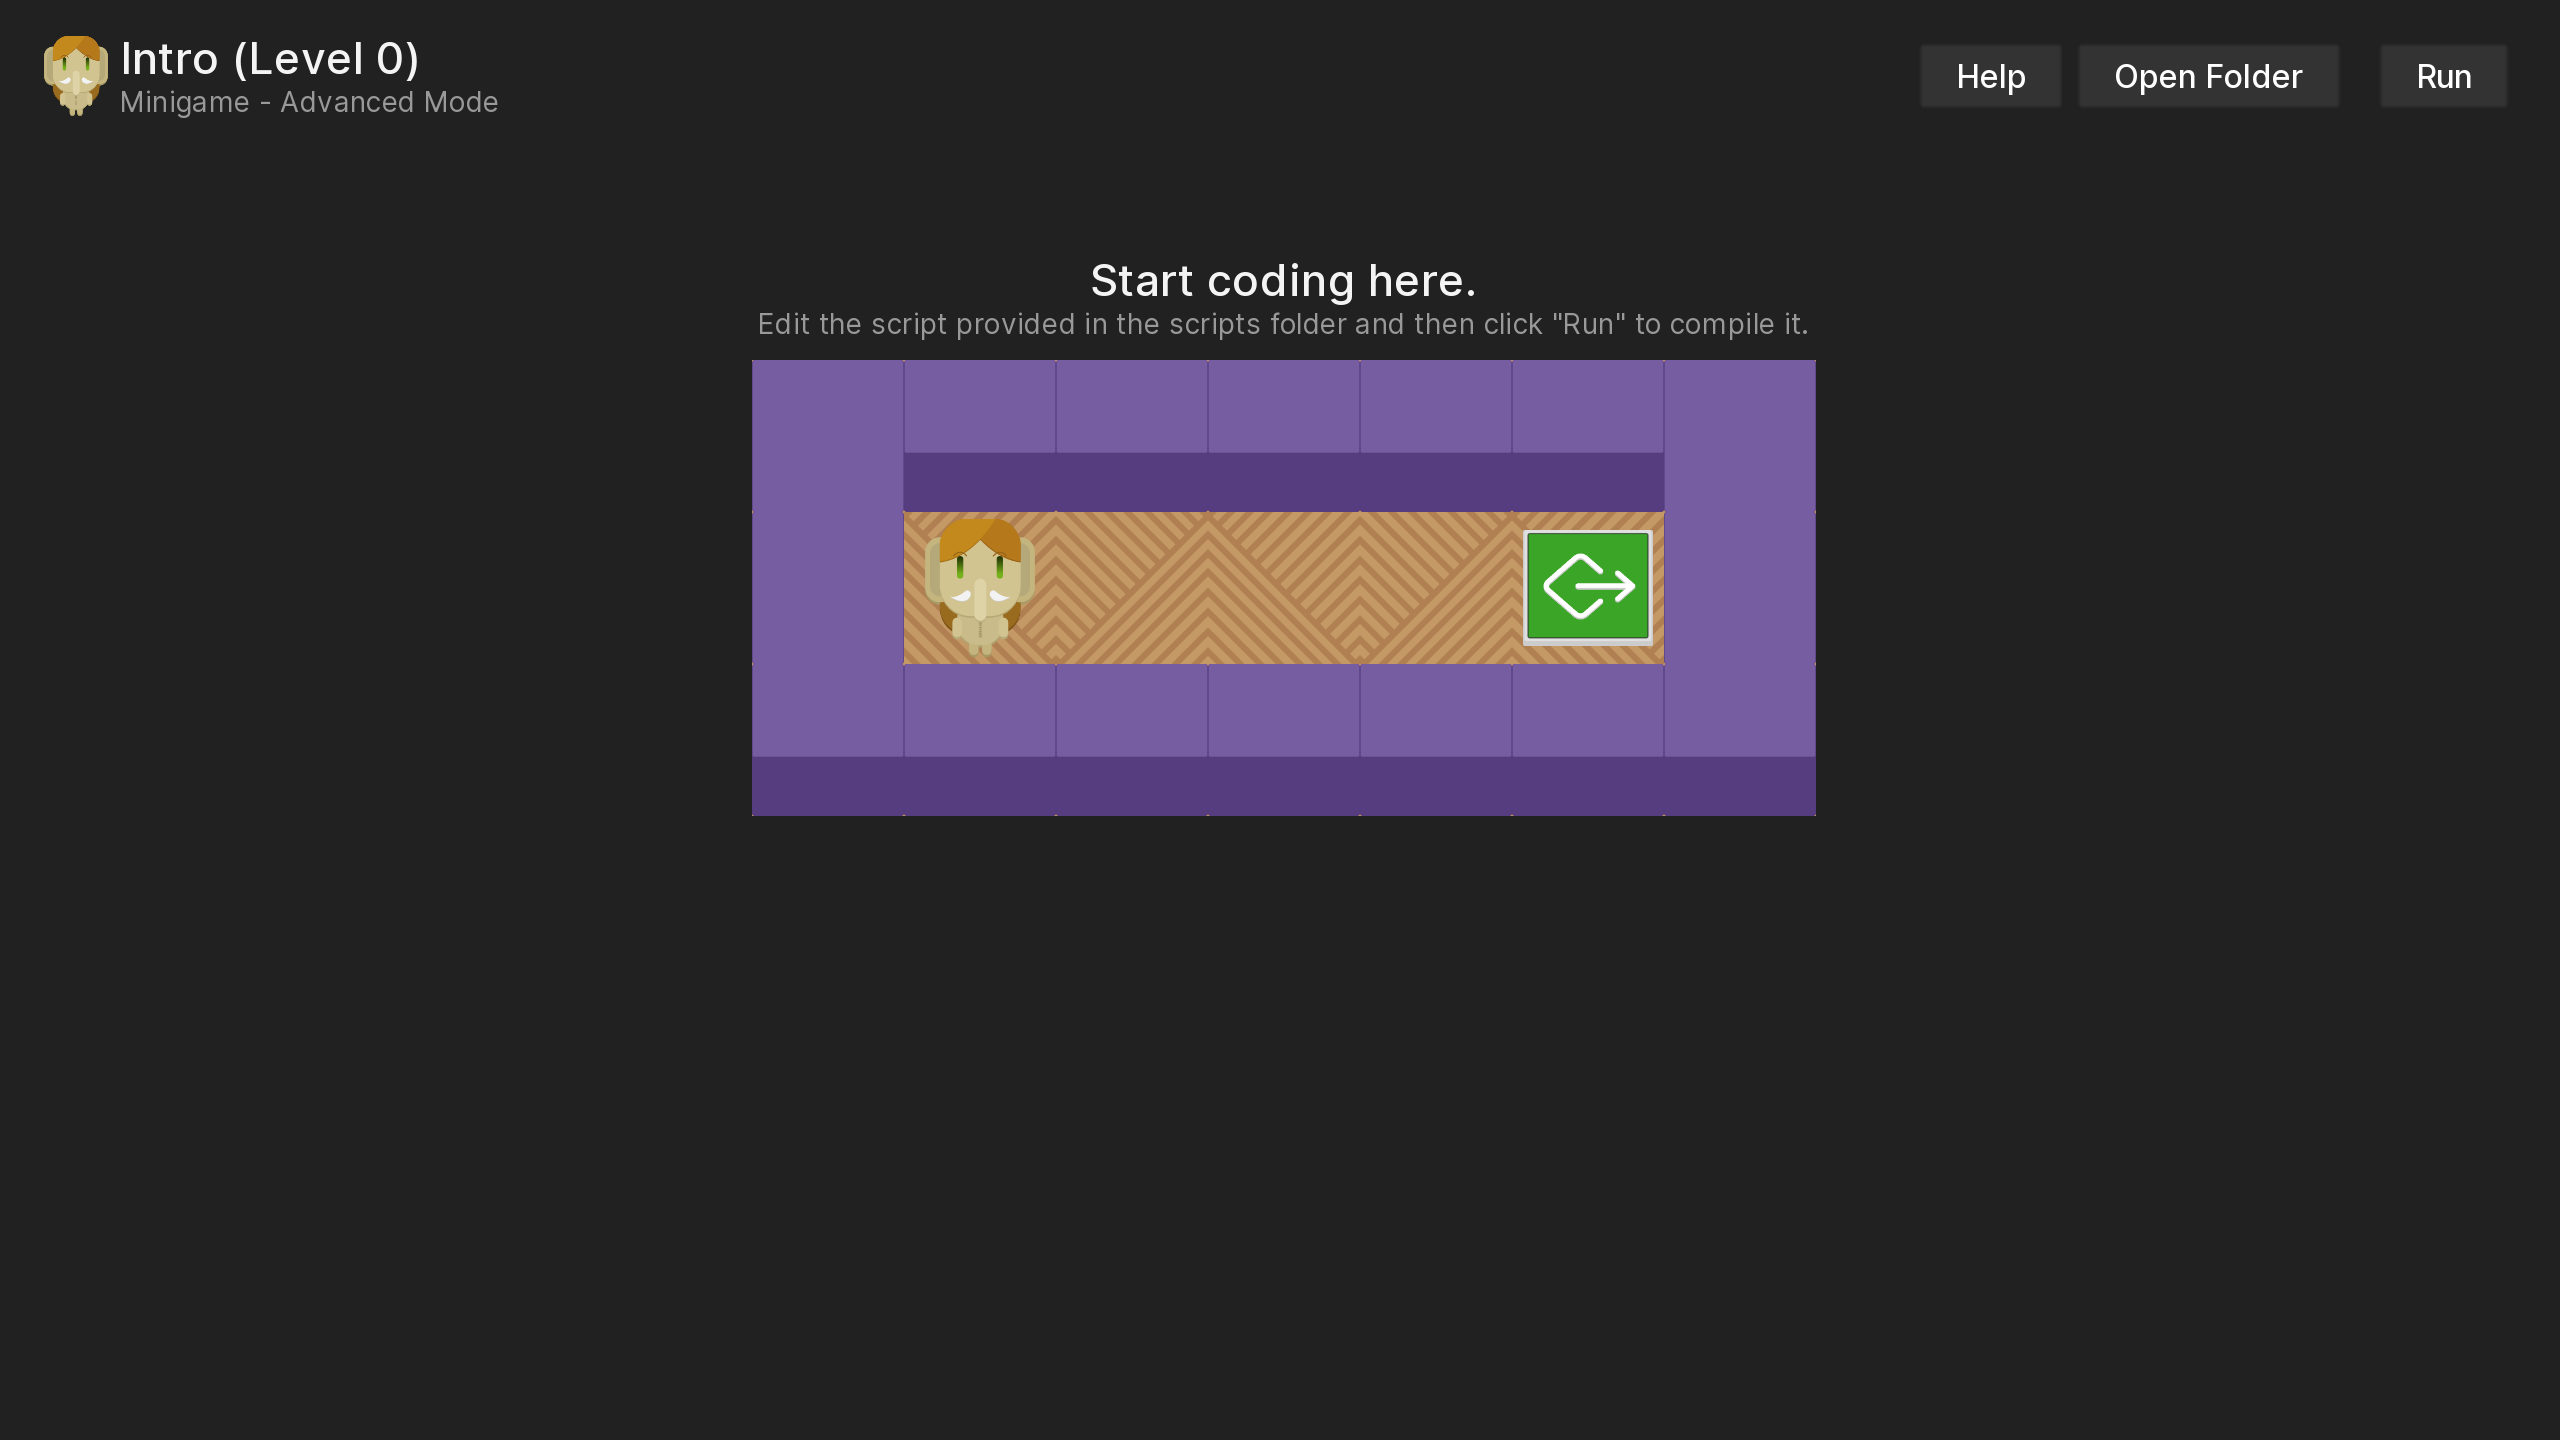 Intro (Level 0)
Minigame - Advanced Mode
Help
Open Folder
Run
Start coding here.
Edit the script provided in the scripts folder and then click "Run" to compile it.